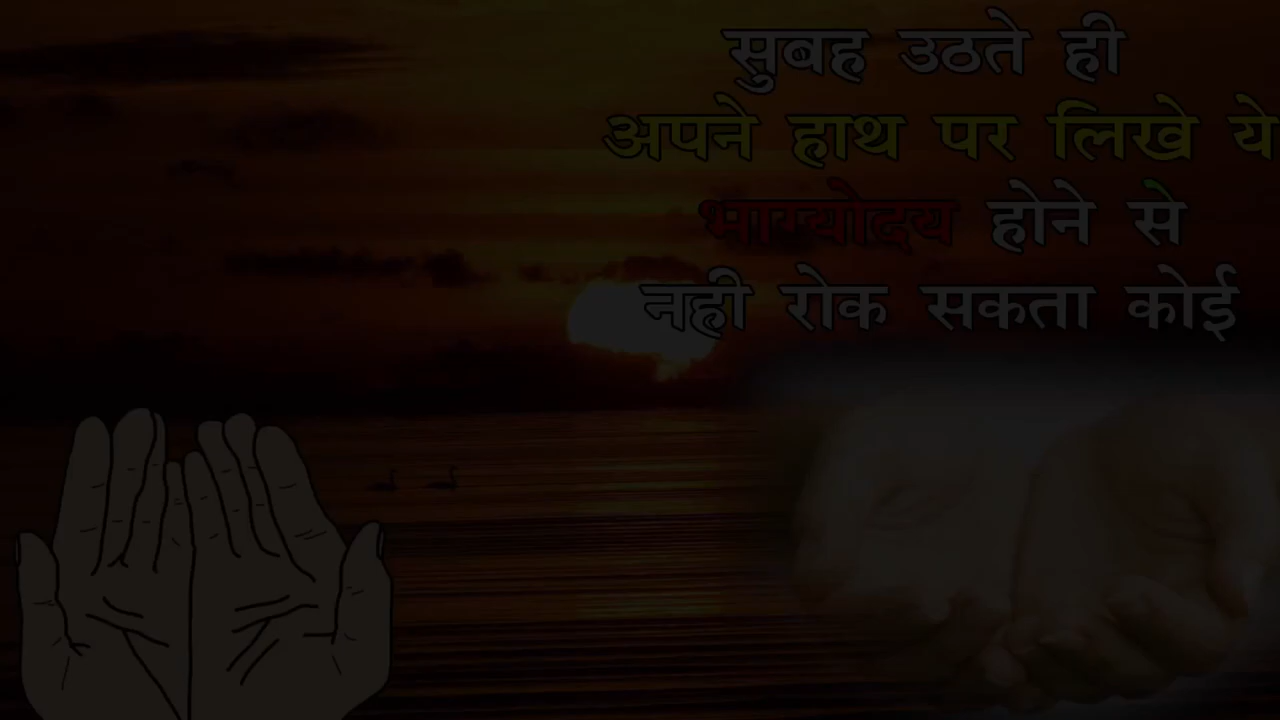 सुबह उठते ही
अपने हाथ पर लिखे ये
भाग्योदय होने से
नही रोक सकता कोई